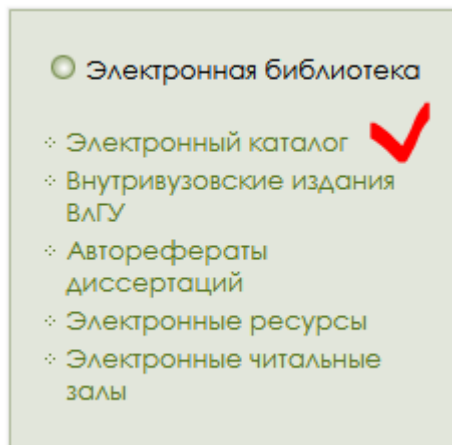 Электронная библиотека
Электронный каталог
Внутривузовские издания
ВлГУ
Авторефераты
диссертаций
Электронные ресурсы
Электронные читальные
залы